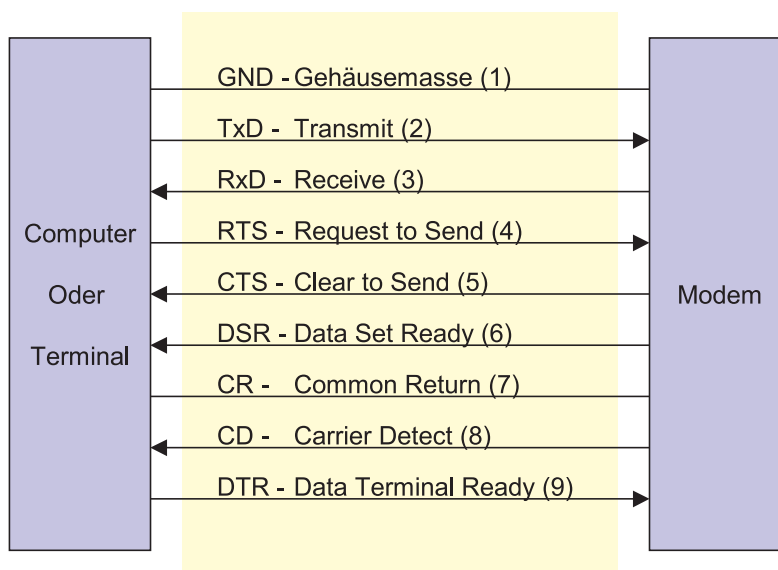 GND - Gehäusemasse (1)
TxD - Transmit (2)
RxD - Receive (3)
RTS - Request to Send (4)
CTS - Clear to Send (5)
DSR - Data Set Ready (6)
CR - Common Return (7)
CD - Carrier Detect (8)
DTR - Data Terminal Ready (9)
Computer
Oder
Terminal
Modem